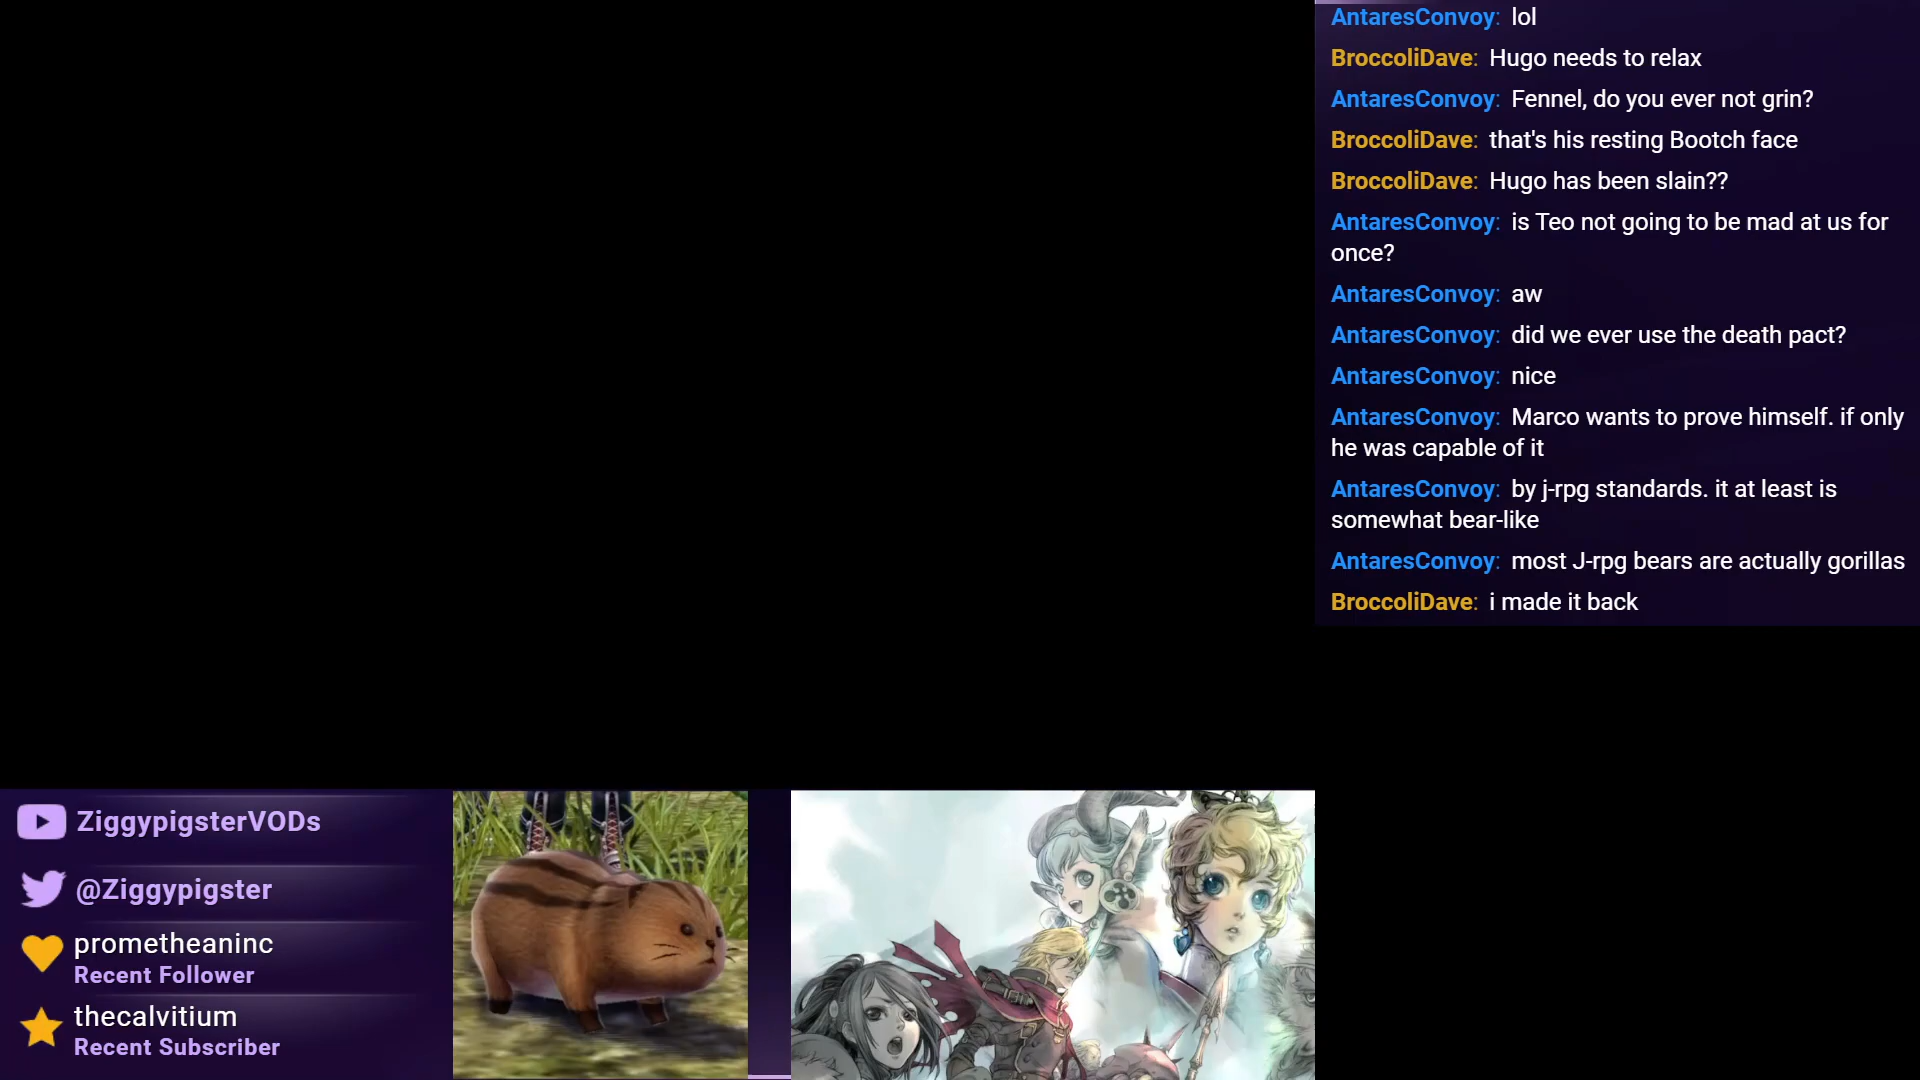 AntaresConvoy: lol
BroccoliDave: Hugo needs to relax
AntaresConvoy: Fennel, do you ever not grin?
BroccoliDave: that's his resting Bootch face
BroccoliDave: Hugo has been slain??
AntaresConvoy: is Teo not going to be mad at us for
once?
AntaresConvoy: aw
AntaresConvoy: did we ever use the death pact?
AntaresConvoy: nice
AntaresConvoy: Marco wants to prove himself. if only
he was capable of it
AntaresConvoy: by j-rpg standards. it at least is
somewhat bear-like
AntaresConvoy: most J-rpg bears are actually gorillas
BroccoliDave: i made it back
ZiggypigsterVODs
@Ziggypigster
prometheaninc
Recent Follower
thecalvitium
Recent Subscriber